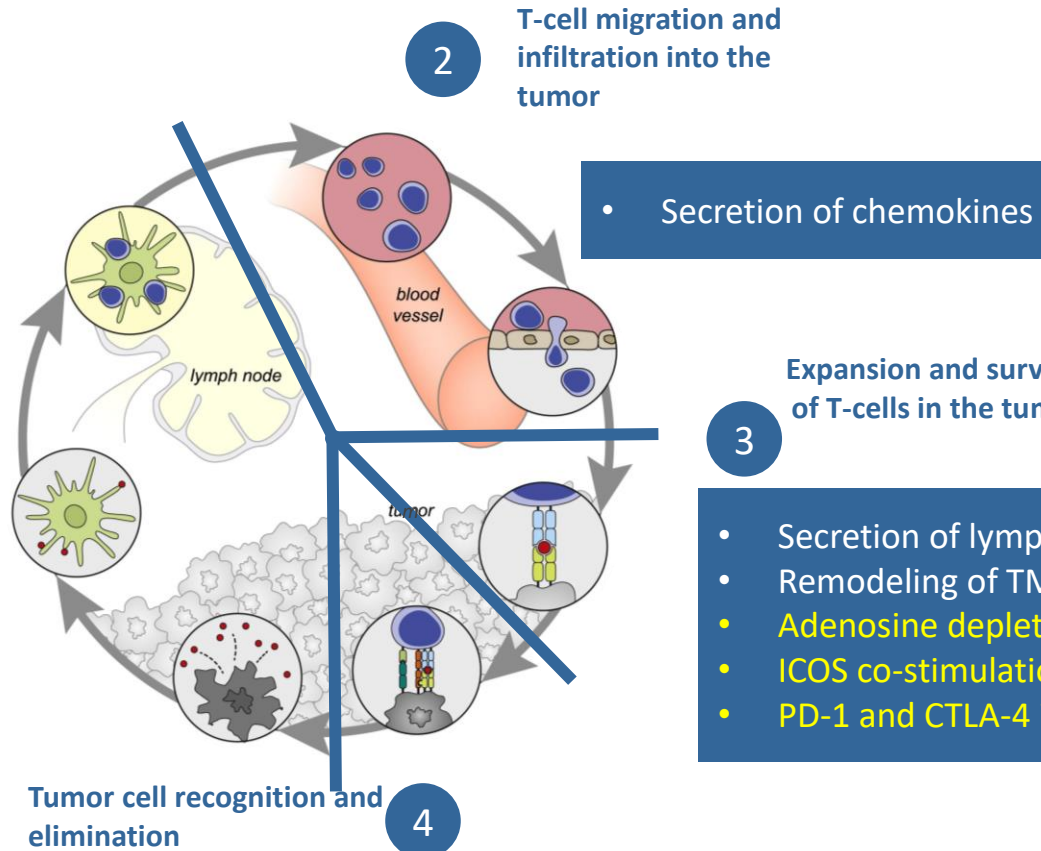 2
T-cell migration and
infiltration into the
tumor
• Secretion of chemokines
blood
vessel
lymph node
Expansion and surv
of T-cells in the tu
3
tumor
• Secretion of lymp
• Remodeling of TM
• Adenosine deplet
• ICOS co-stimulatio
• PD-1 and CTLA-4
Tumor cell recognition and
elimination
4